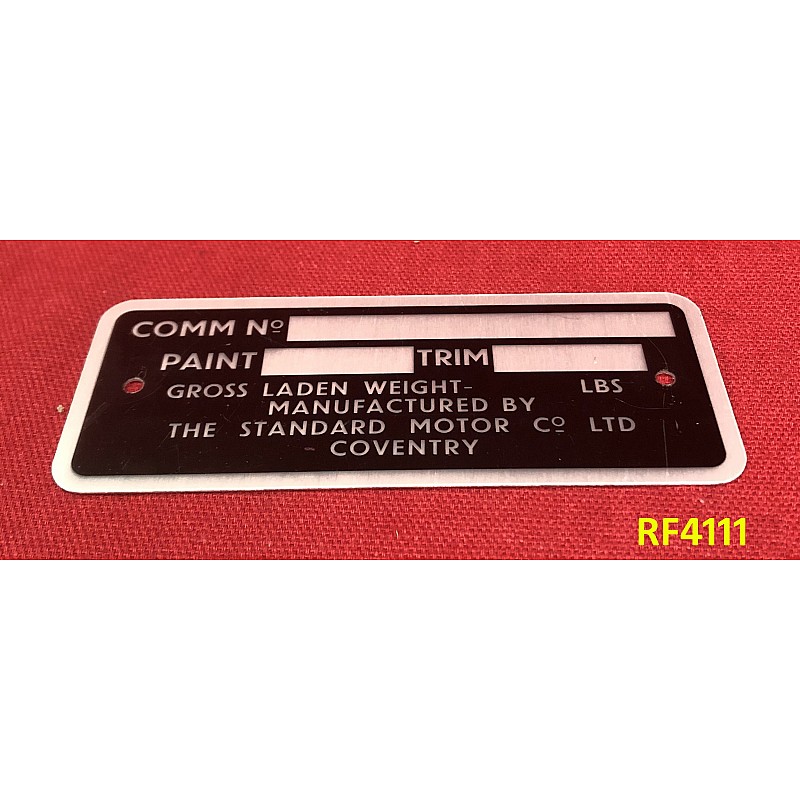 COMM Nº
PAINT TRIM
GROSS LADEN WEIGHT- LBS
MANUFACTURED BY
THE STANDARD MOTOR Cº LTD
COVENTRY
RF4111